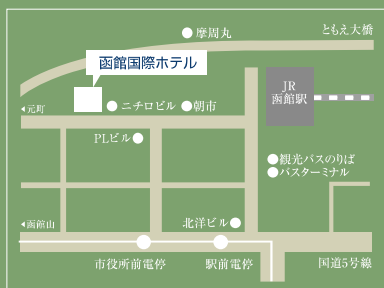 摩周丸
ともえ大橋
函館国際ホテル
JR
函館駅
元町
ニチロビル
朝市
PLビル
観光バスのりば
バスターミナル
函館山
北洋ビル
市役所前電停
駅前電停
国道5号線